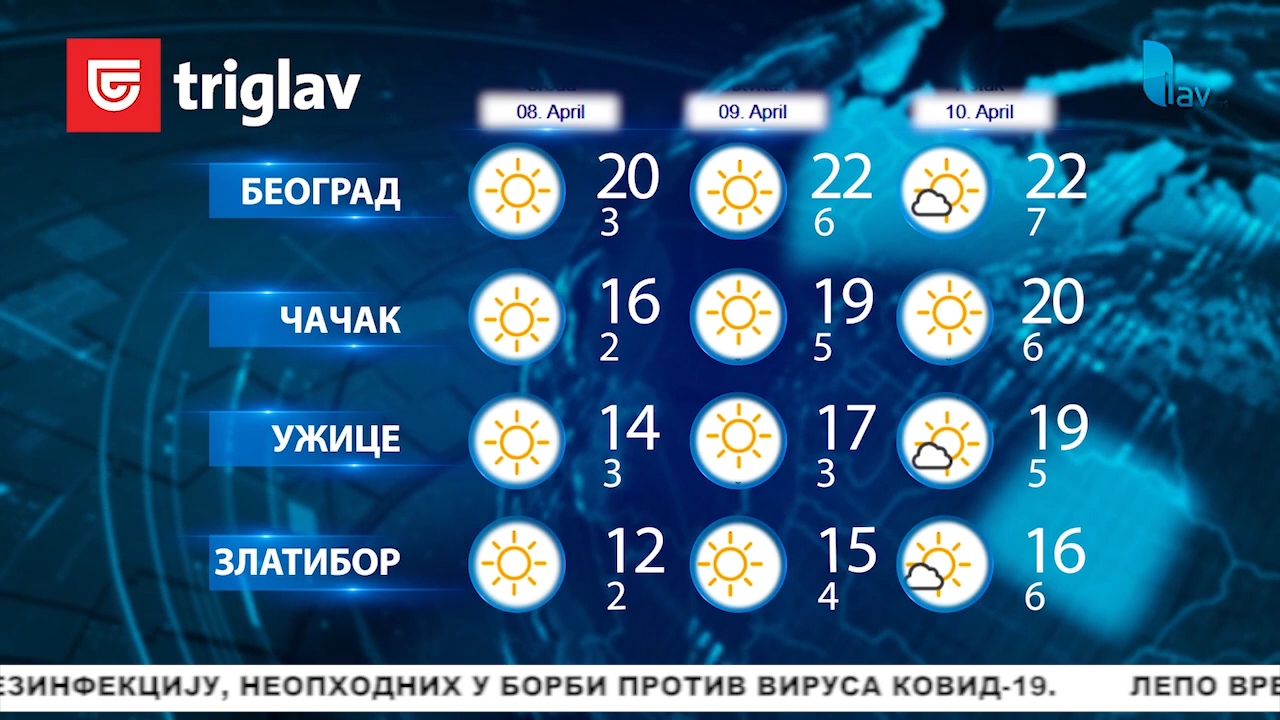 triglav
lav
08. April
09. April
10. April
БЕОГРАД
20
3
22
6
22
7
ЧАЧАК
16
2
19
5
20
6
УЖИЦЕ
14
3
17
3
19
5
ЗЛАТИБОР
12
2
15
4
16
6
ЕЗИНФЕКЦИЈУ, НЕОПХОДНИХ У БОРБИ ПРОТИВ ВИРУСА КОВИД-19. ЛЕПО ВРЕ